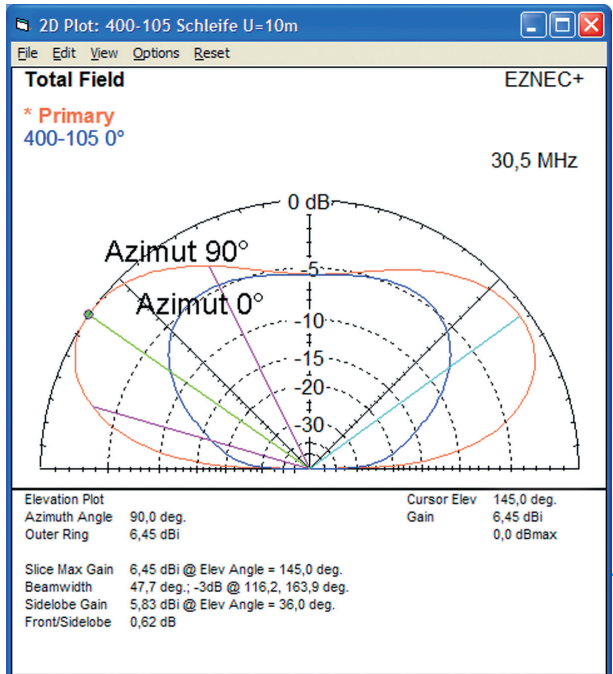 2D Plot: 400-105 Schleife U=10m
File Edit View Options Reset
Total Field
EZNEC+
* Primary
400-105 0°
30,5 MHz
0 dB
Azimut 90°
-5
Azimut 0°
-10
-15
-20
-30
Elevation Plot
Cursor Elev 145,0 deg.
Azimuth Angle 90,0 deg.
Gain 6,45 dBi
Outer Ring 6,45 dBi
0,0 dBmax
Slice Max Gain 6,45 dBi @ Elev Angle = 145,0 deg.
Beamwidth 47,7 deg.; -3dB @ 116,2, 163,9 deg.
Sidelobe Gain 5,83 dBi @ Elev Angle = 36,0 deg.
Front/Sidelobe 0,62 dB